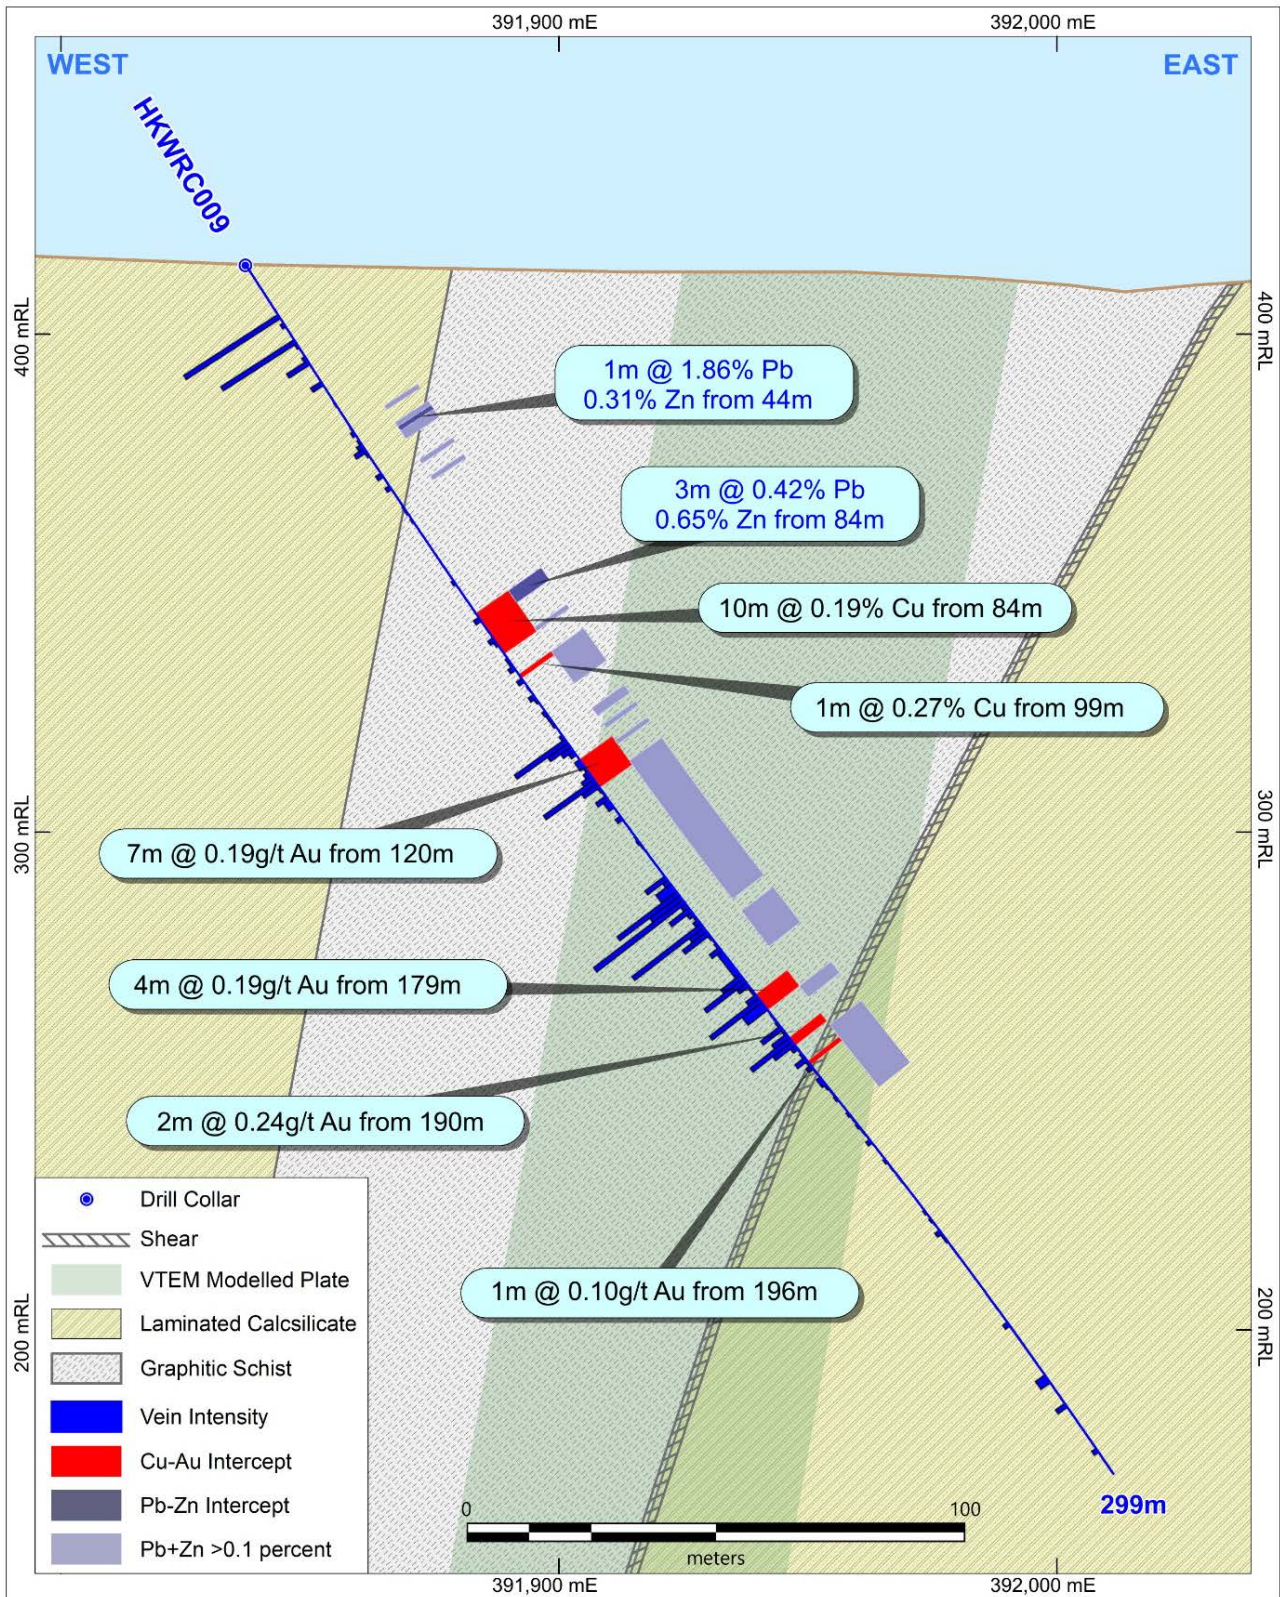 391,900 mE
392,000 mE
WEST
EAST
HKWRC009
400 mRL
400 mRL
1m @ 1.86% Pb
0.31% Zn from 44m
3m @ 0.42% Pb
0.65% Zn from 84m
10m @ 0.19% Cu from 84m
1m @ 0.27% Cu from 99m
300 mRL
300 mRL
7m @ 0.19g/t Au from 120m
4m @ 0.19g/t Au from 179m
2m @ 0.24g/t Au from 190m
1m @ 0.10g/t Au from 196m
200 mRL
200 mRL
Drill Collar
Shear
VTEM Modelled Plate
Laminated Calcsilicate
Graphitic Schist
Vein Intensity
Cu-Au Intercept
Pb-Zn Intercept
Pb+Zn >0.1 percent
299m
0
100
meters
391,900 mE
392,000 mE